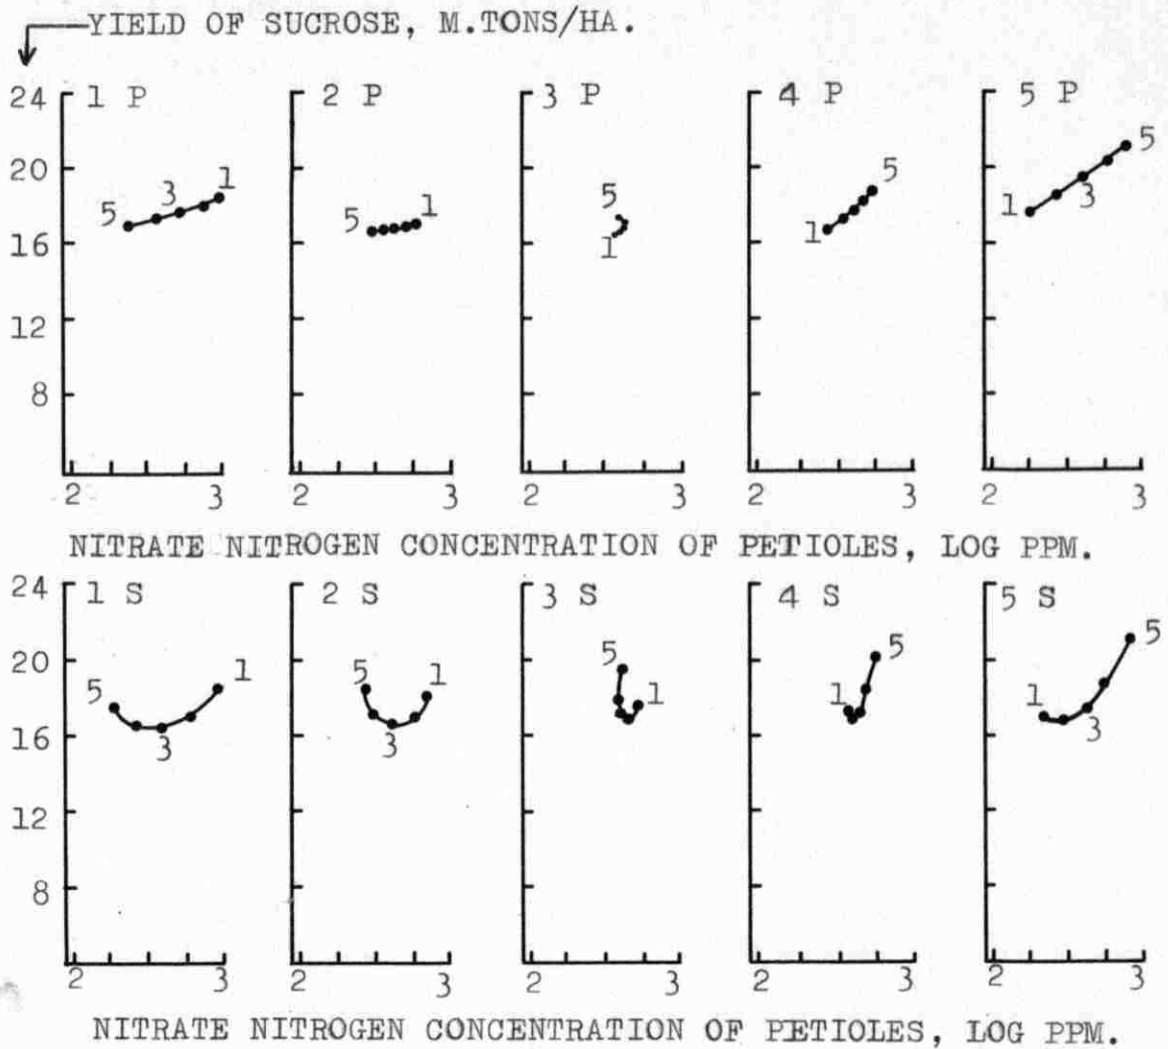 YIELD OF SUCROSE, M.TONS/HA.
24 1 P 2 P 3 P 4 P 5 P
20 5 3 1 5 1 5 1 1 5 1 3 5
16
12
8
2 3 2 3 2 3 2 3 2 3
NITRATE NITROGEN CONCENTRATION OF PETIOLES, LOG PPM.
24 1 S 2 S 3 S 4 S 5 S
20 5 3 1 5 3 1 5 1 1 5 1 3 5
16
12
8
2 3 2 3 2 3 2 3 2 3
NITRATE NITROGEN CONCENTRATION OF PETIOLES, LOG PPM.